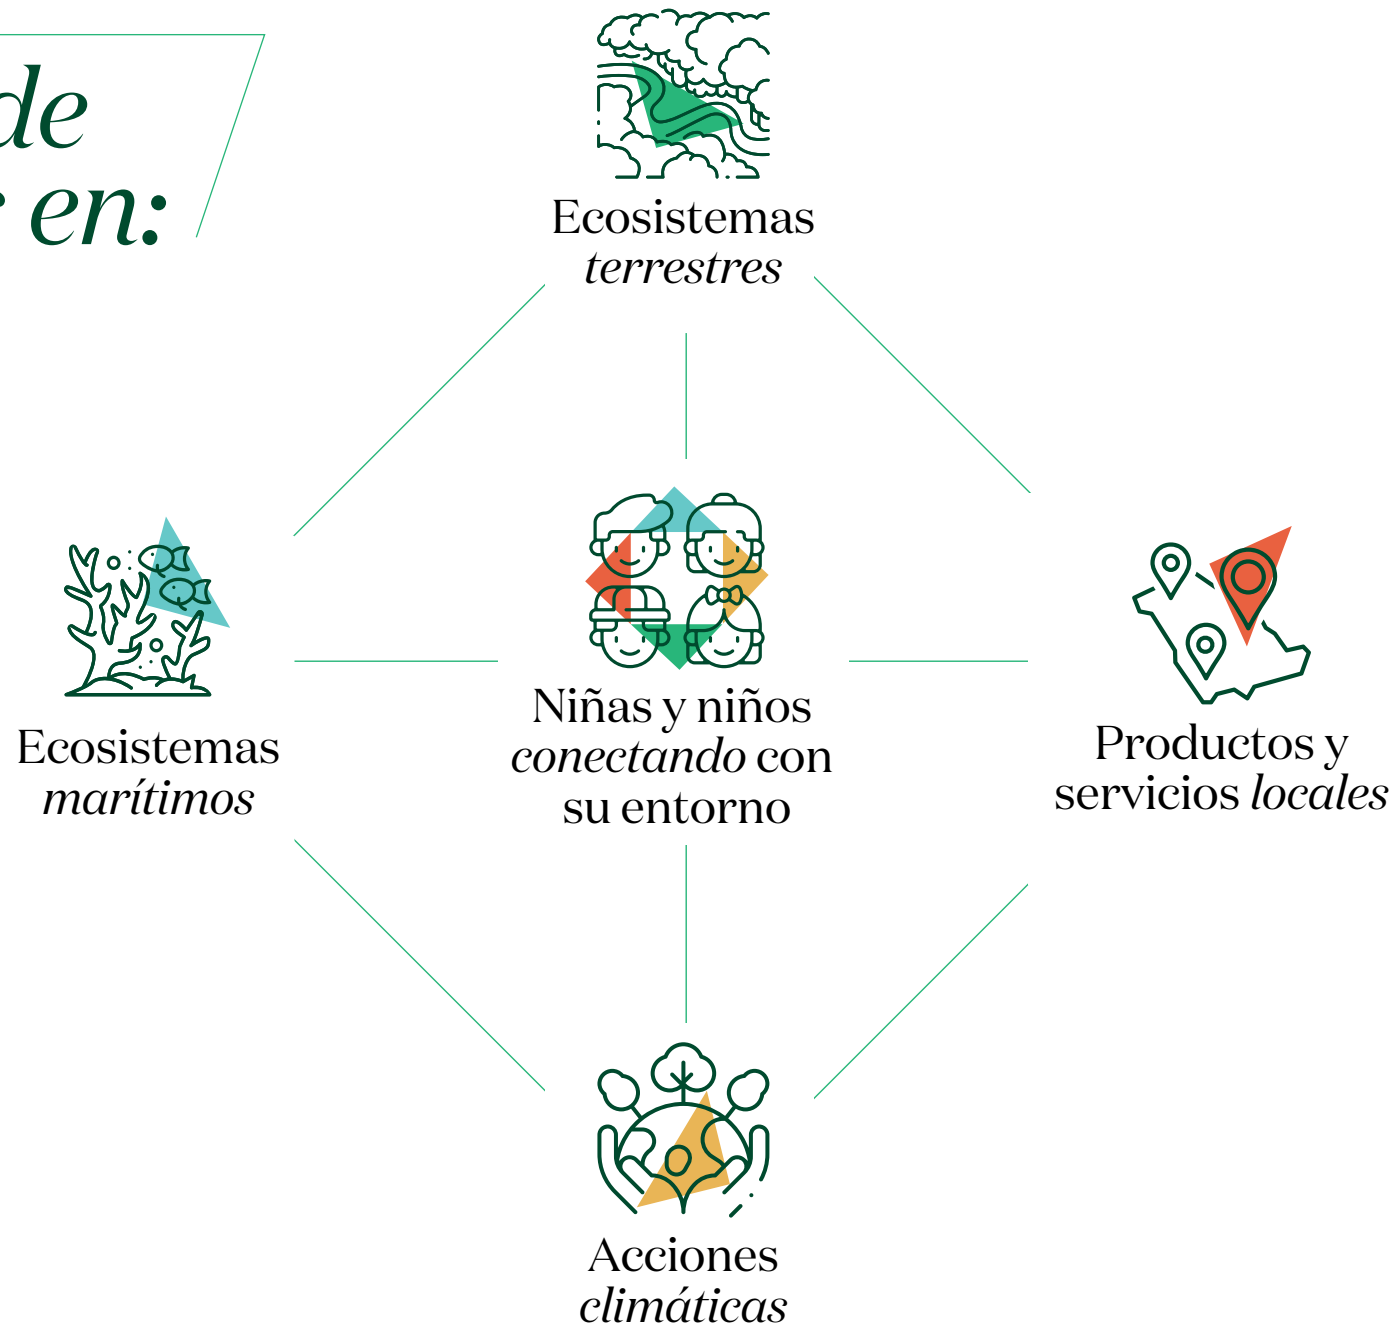 de
en:
Ecosistemas
terrestres
Niñas y niños
conectando con
su entorno
Ecosistemas
marítimos
Productos y
servicios locales
Acciones
climáticas